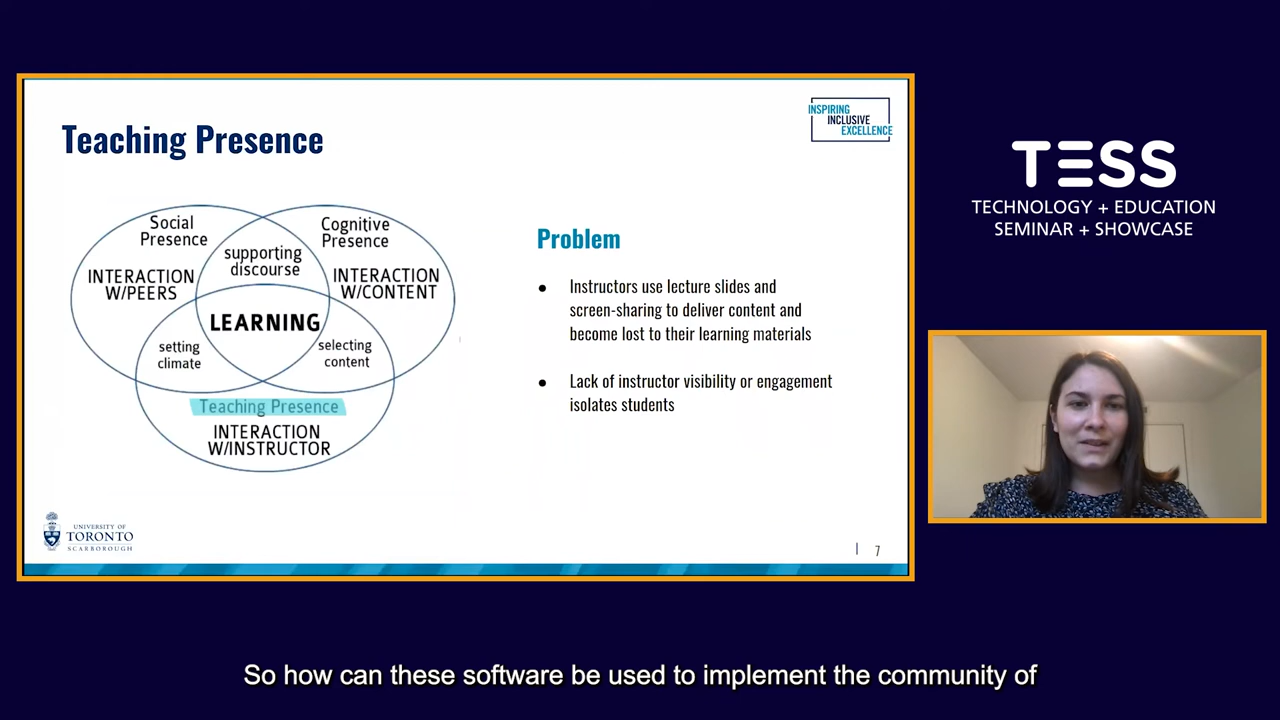 Teaching Presence
INSPIRING
INCLUSIVE
EXCELLENCE
Social
Presence
INTERACTION
W/PEERS
supporting
discourse
Cognitive
Presence
INTERACTION
W/CONTENT
LEARNING
setting
climate
selecting
content
Teaching Presence
INTERACTION
W/INSTRUCTOR
Problem
● Instructors use lecture slides and
screen-sharing to deliver content and
become lost to their learning materials
● Lack of instructor visibility or engagement
isolates students
UNIVERSITY OF
TORONTO
SCARBOROUGH
| 7
TESS
TECHNOLOGY + EDUCATION
SEMINAR + SHOWCASE
So how can these software be used to implement the community of